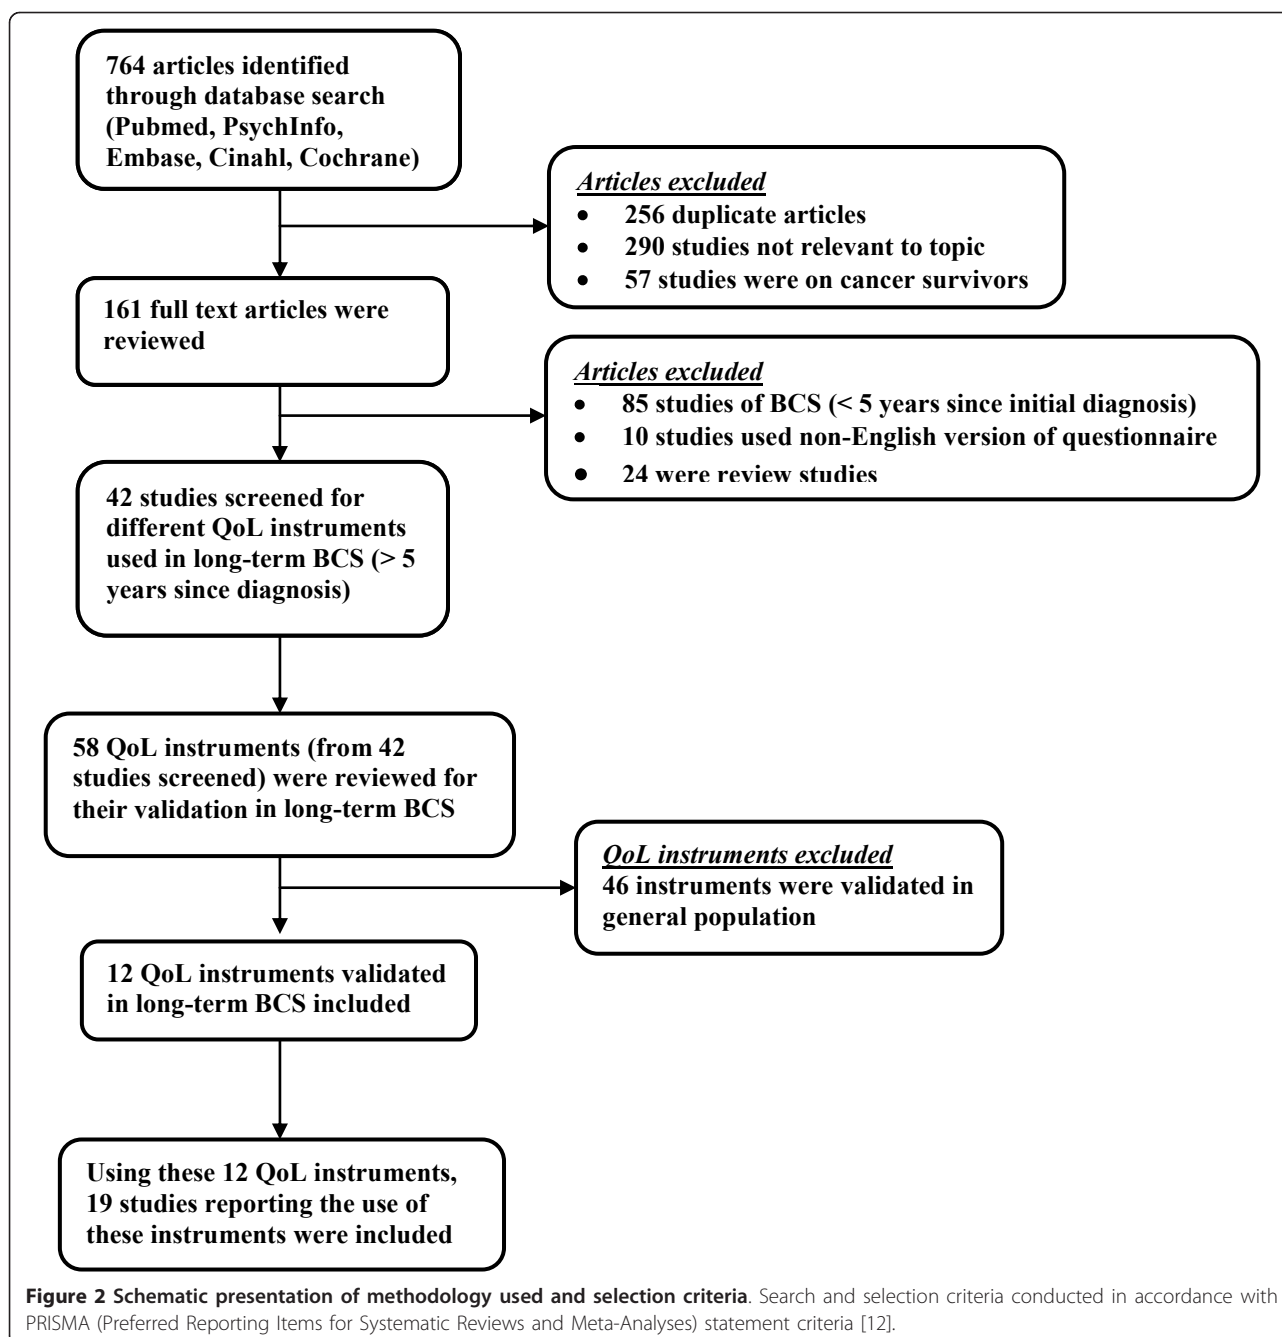 764 articles identified
through database search
(Pubmed, PsychInfo,
Embase, Cinahl, Cochrane)
Articles excluded
• 256 duplicate articles
• 290 studies not relevant to topic
• 57 studies were on cancer survivors
161 full text articles were
reviewed
Articles excluded
• 85 studies of BCS (< 5 years since initial diagnosis)
• 10 studies used non-English version of questionnaire
• 24 were review studies
42 studies screened for
different QoL instruments
used in long-term BCS (> 5
years since diagnosis)
58 QoL instruments (from 42
studies screened) were reviewed for
their validation in long-term BCS
QoL instruments excluded
46 instruments were validated in
general population
12 QoL instruments validated
in long-term BCS included
Using these 12 QoL instruments,
19 studies reporting the use of
these instruments were included
Figure 2 Schematic presentation of methodology used and selection criteria. Search and selection criteria conducted in accordance with
PRISMA (Preferred Reporting Items for Systematic Reviews and Meta-Analyses) statement criteria [12].